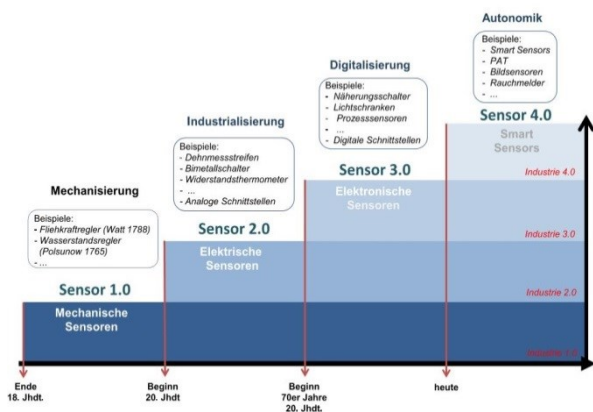 Autonomik
Beispiele:
- Smart Sensors
- PAT
- Bildsensoren
- Rauchmelder
- ...
Sensor 4.0
Smart
Sensors
Industrie 4.0
Digitalisierung
Beispiele:
- Näherungsschalter
- Lichtschranken
- Prozesssensoren
- ...
- Digitale Schnittstellen
Sensor 3.0
Elektronische
Sensoren
Industrie 3.0
Industrialisierung
Beispiele:
- Dehnmessstreifen
- Bimetallschalter
- Widerstandsthermometer
- ...
- Analoge Schnittstellen
Sensor 2.0
Elektrische
Sensoren
Industrie 2.0
Mechanisierung
Beispiele:
- Fliehkraftregler (Watt 1788)
- Wasserstandsregler
(Polsunow 1765)
- ...
Sensor 1.0
Mechanische
Sensoren
Industrie 1.0
Ende
18. Jhdt.
Beginn
20. Jhdt
Beginn
70er Jahre
20. Jhdt.
heute